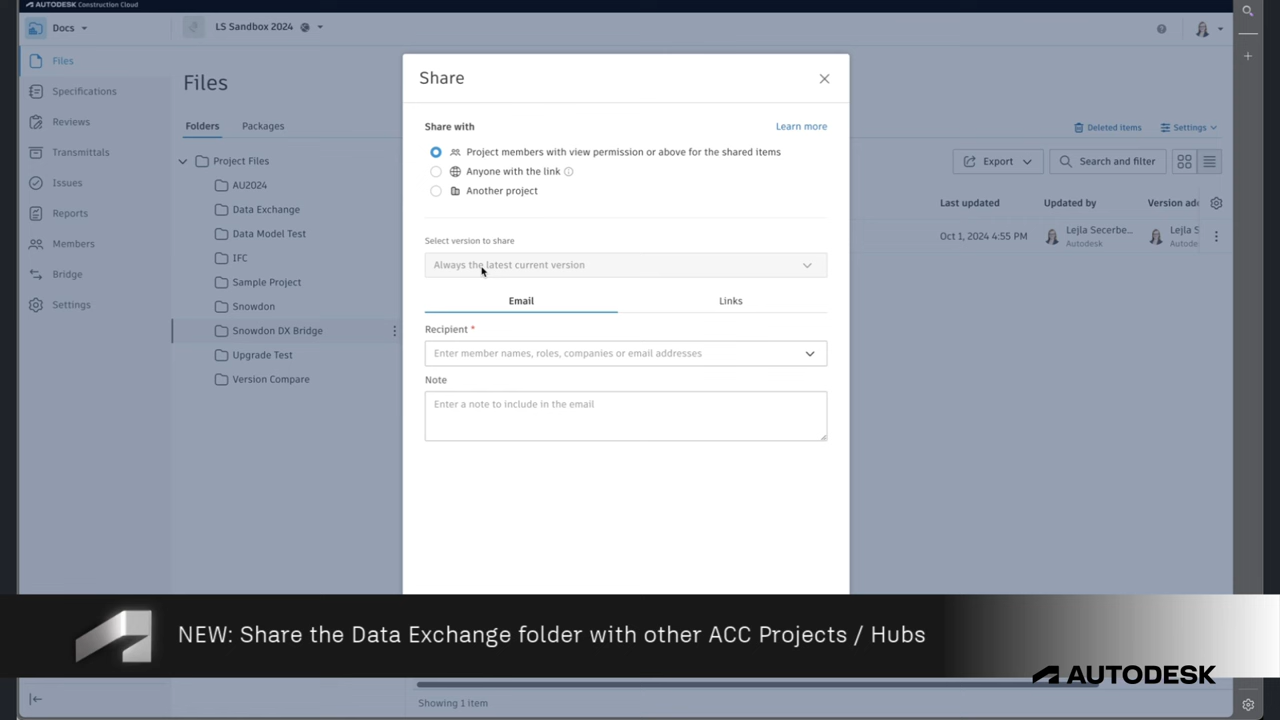 AUTODESK Construction Cloud
Docs
LS Sandbox 2024
Files
Specifications
Reviews
Transmittals
Issues
Reports
Members
Bridge
Settings
Files
Folders
Packages
Deleted items
Settings
Project Files
AU2024
Data Exchange
Data Model Test
IFC
Sample Project
Snowdon
Snowdon DX Bridge
Upgrade Test
Version Compare
Export
Search and filter
Last updated
Updated by
Version ad
Oct 1, 2024 4:55 PM
Lejla Secerbe...
Autodesk
Lejla S
Autode
Showing 1 item
Share
Share with
Learn more
Project members with view permission or above for the shared items
Anyone with the link
Another project
Select version to share
Always the latest current version
Email
Links
Recipient *
Enter member names, roles, companies or email addresses
Note
Enter a note to include in the email
NEW: Share the Data Exchange folder with other ACC Projects / Hubs
AUTODESK